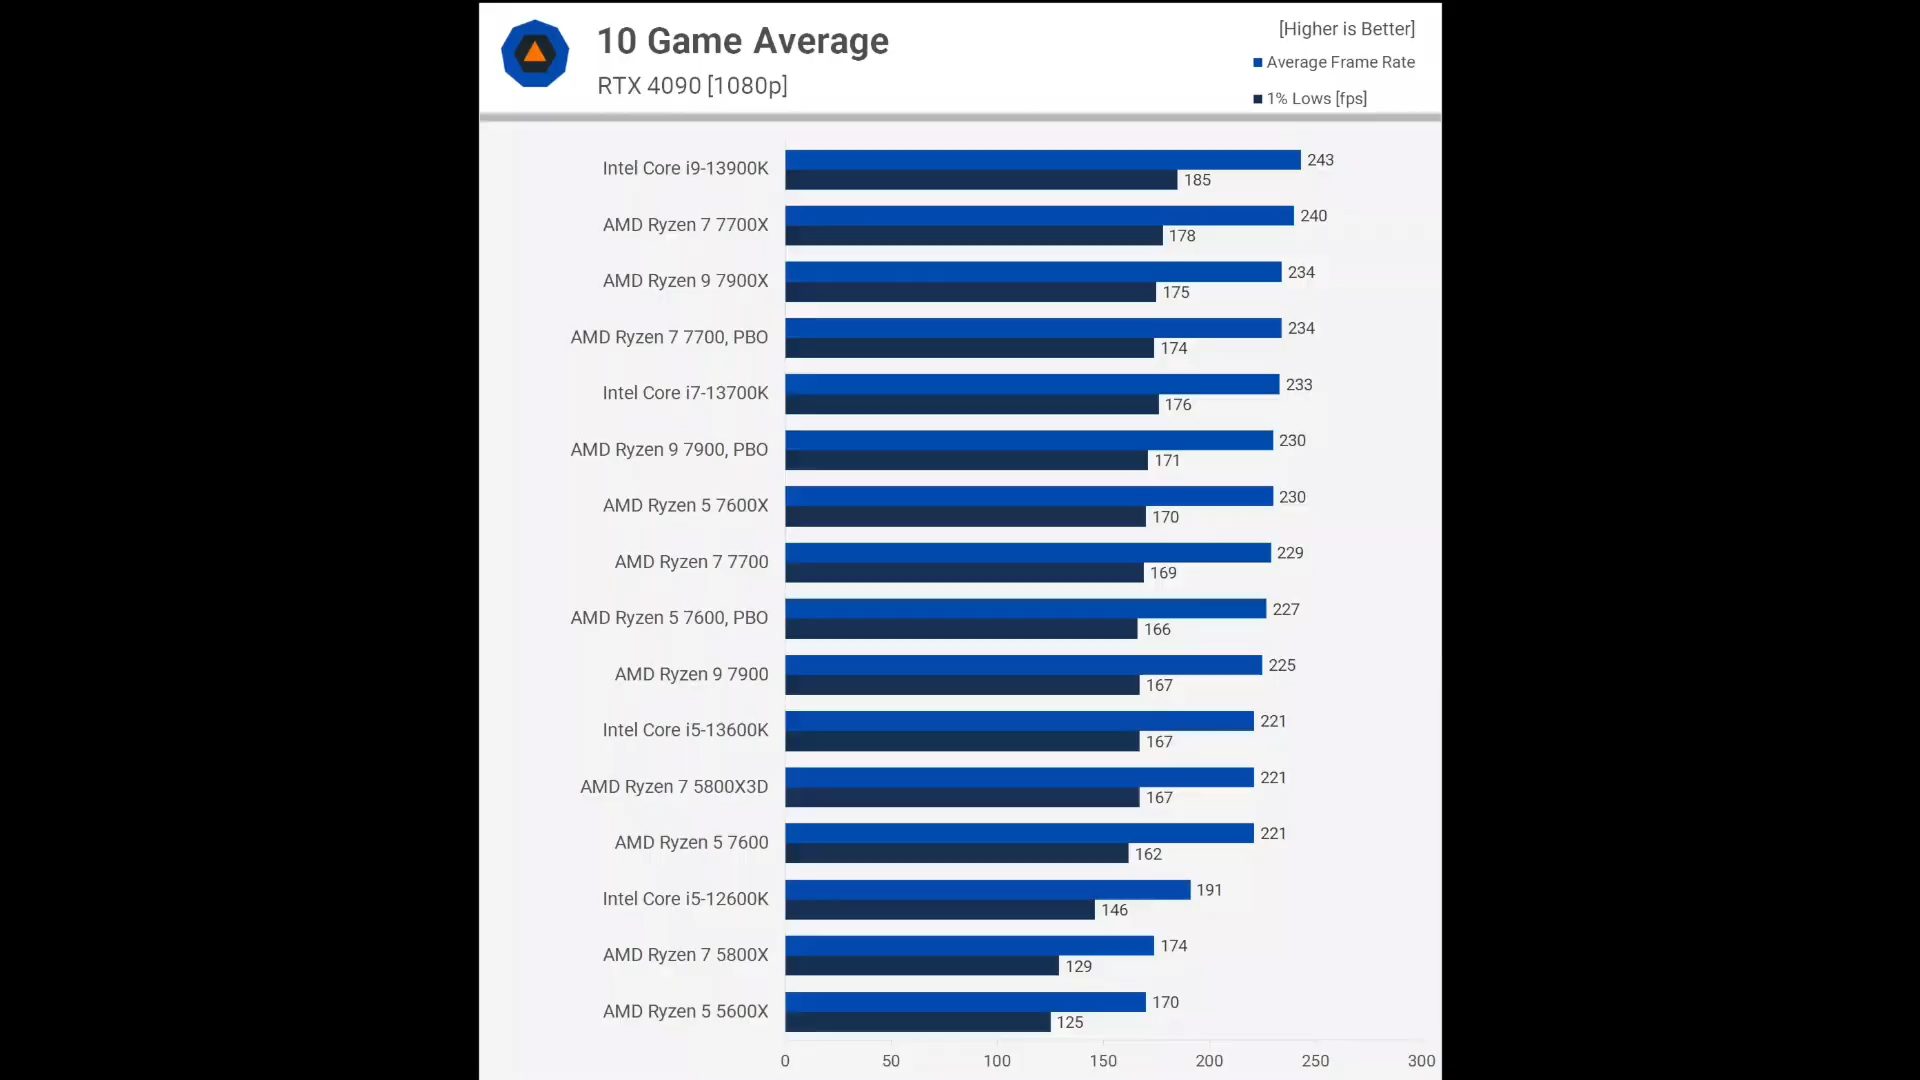 10 Game Average
RTX 4090 [1080p]
[Higher is Better]
Average Frame Rate
1% Lows [fps]
Intel Core i9-13900K 243
185
AMD Ryzen 7 7700X 240
178
AMD Ryzen 9 7900X 234
175
AMD Ryzen 7 7700, PBO 234
174
Intel Core i7-13700K 233
176
AMD Ryzen 9 7900, PBO 230
171
AMD Ryzen 5 7600X 230
170
AMD Ryzen 7 7700 229
169
AMD Ryzen 5 7600, PBO 227
166
AMD Ryzen 9 7900 225
167
Intel Core i5-13600K 221
167
AMD Ryzen 7 5800X3D 221
167
AMD Ryzen 5 7600 221
162
Intel Core i5-12600K 191
146
AMD Ryzen 7 5800X 174
129
AMD Ryzen 5 5600X 170
125
0 50 100 150 200 250 300